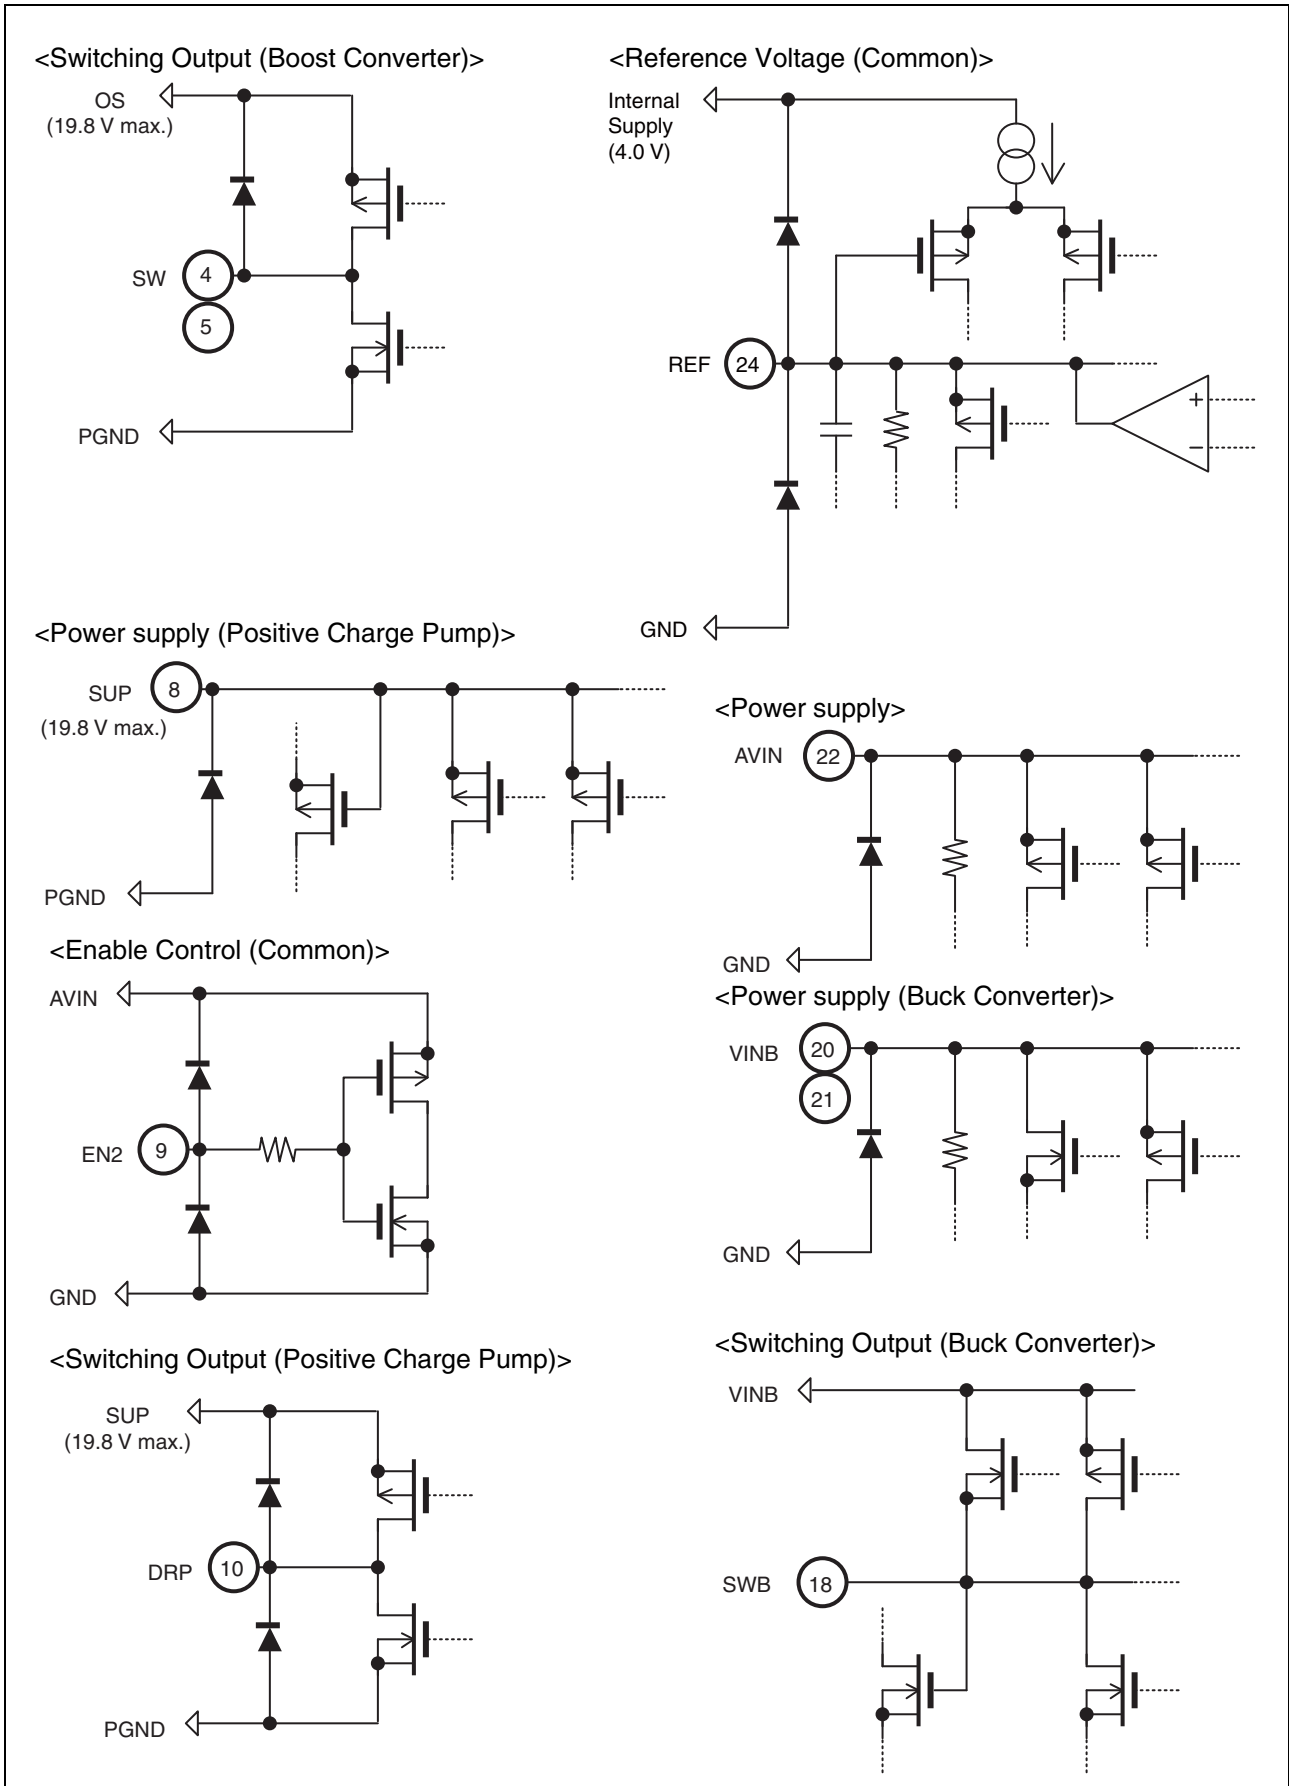 <Switching Output (Boost Converter)>
OS
(19.8 V max.)
SW
4
5
PGND
<Reference Voltage (Common)>
Internal
Supply
(4.0 V)
REF
24
+
−
GND
<Power supply (Positive Charge Pump)>
SUP
8
(19.8 V max.)
PGND
<Power supply>
AVIN
22
GND
<Enable Control (Common)>
AVIN
EN2
9
GND
<Power supply (Buck Converter)>
VINB
20
21
GND
<Switching Output (Positive Charge Pump)>
SUP
(19.8 V max.)
DRP
10
PGND
<Switching Output (Buck Converter)>
VINB
SWB
18